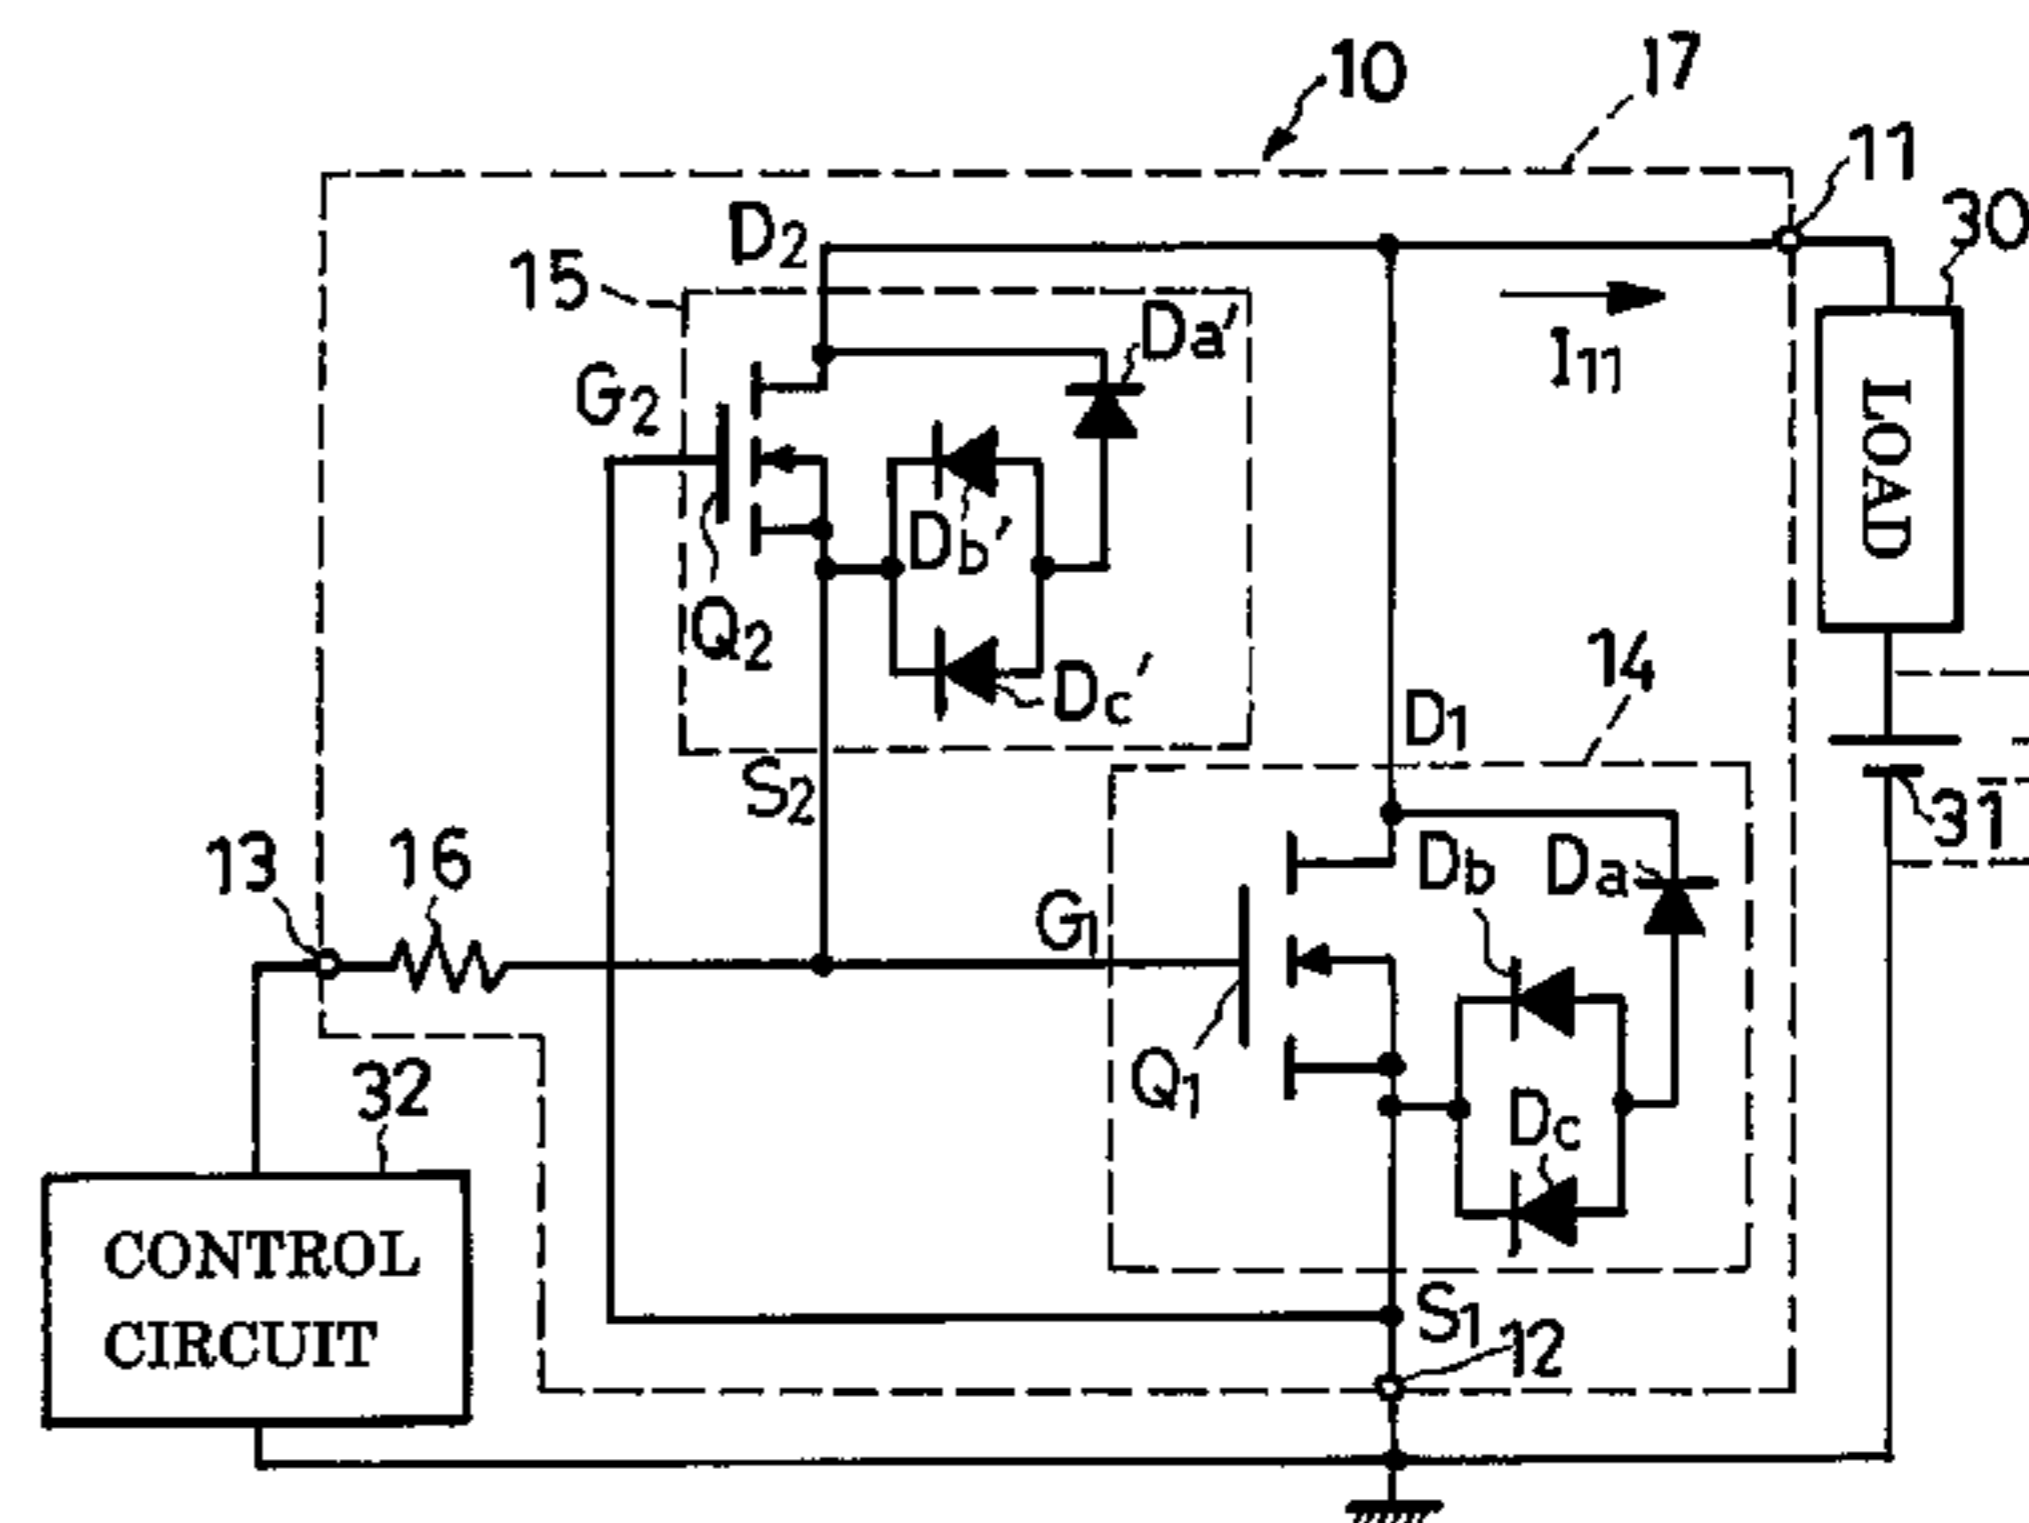 10
17
11
30
D2
15
Da'
I11
G2
LOAD
Db'
Q2
Dc'
14
D1
S2
31
13
16
Db
Da
G1
Q1
32
Dc
CONTROL
CIRCUIT
S1
12